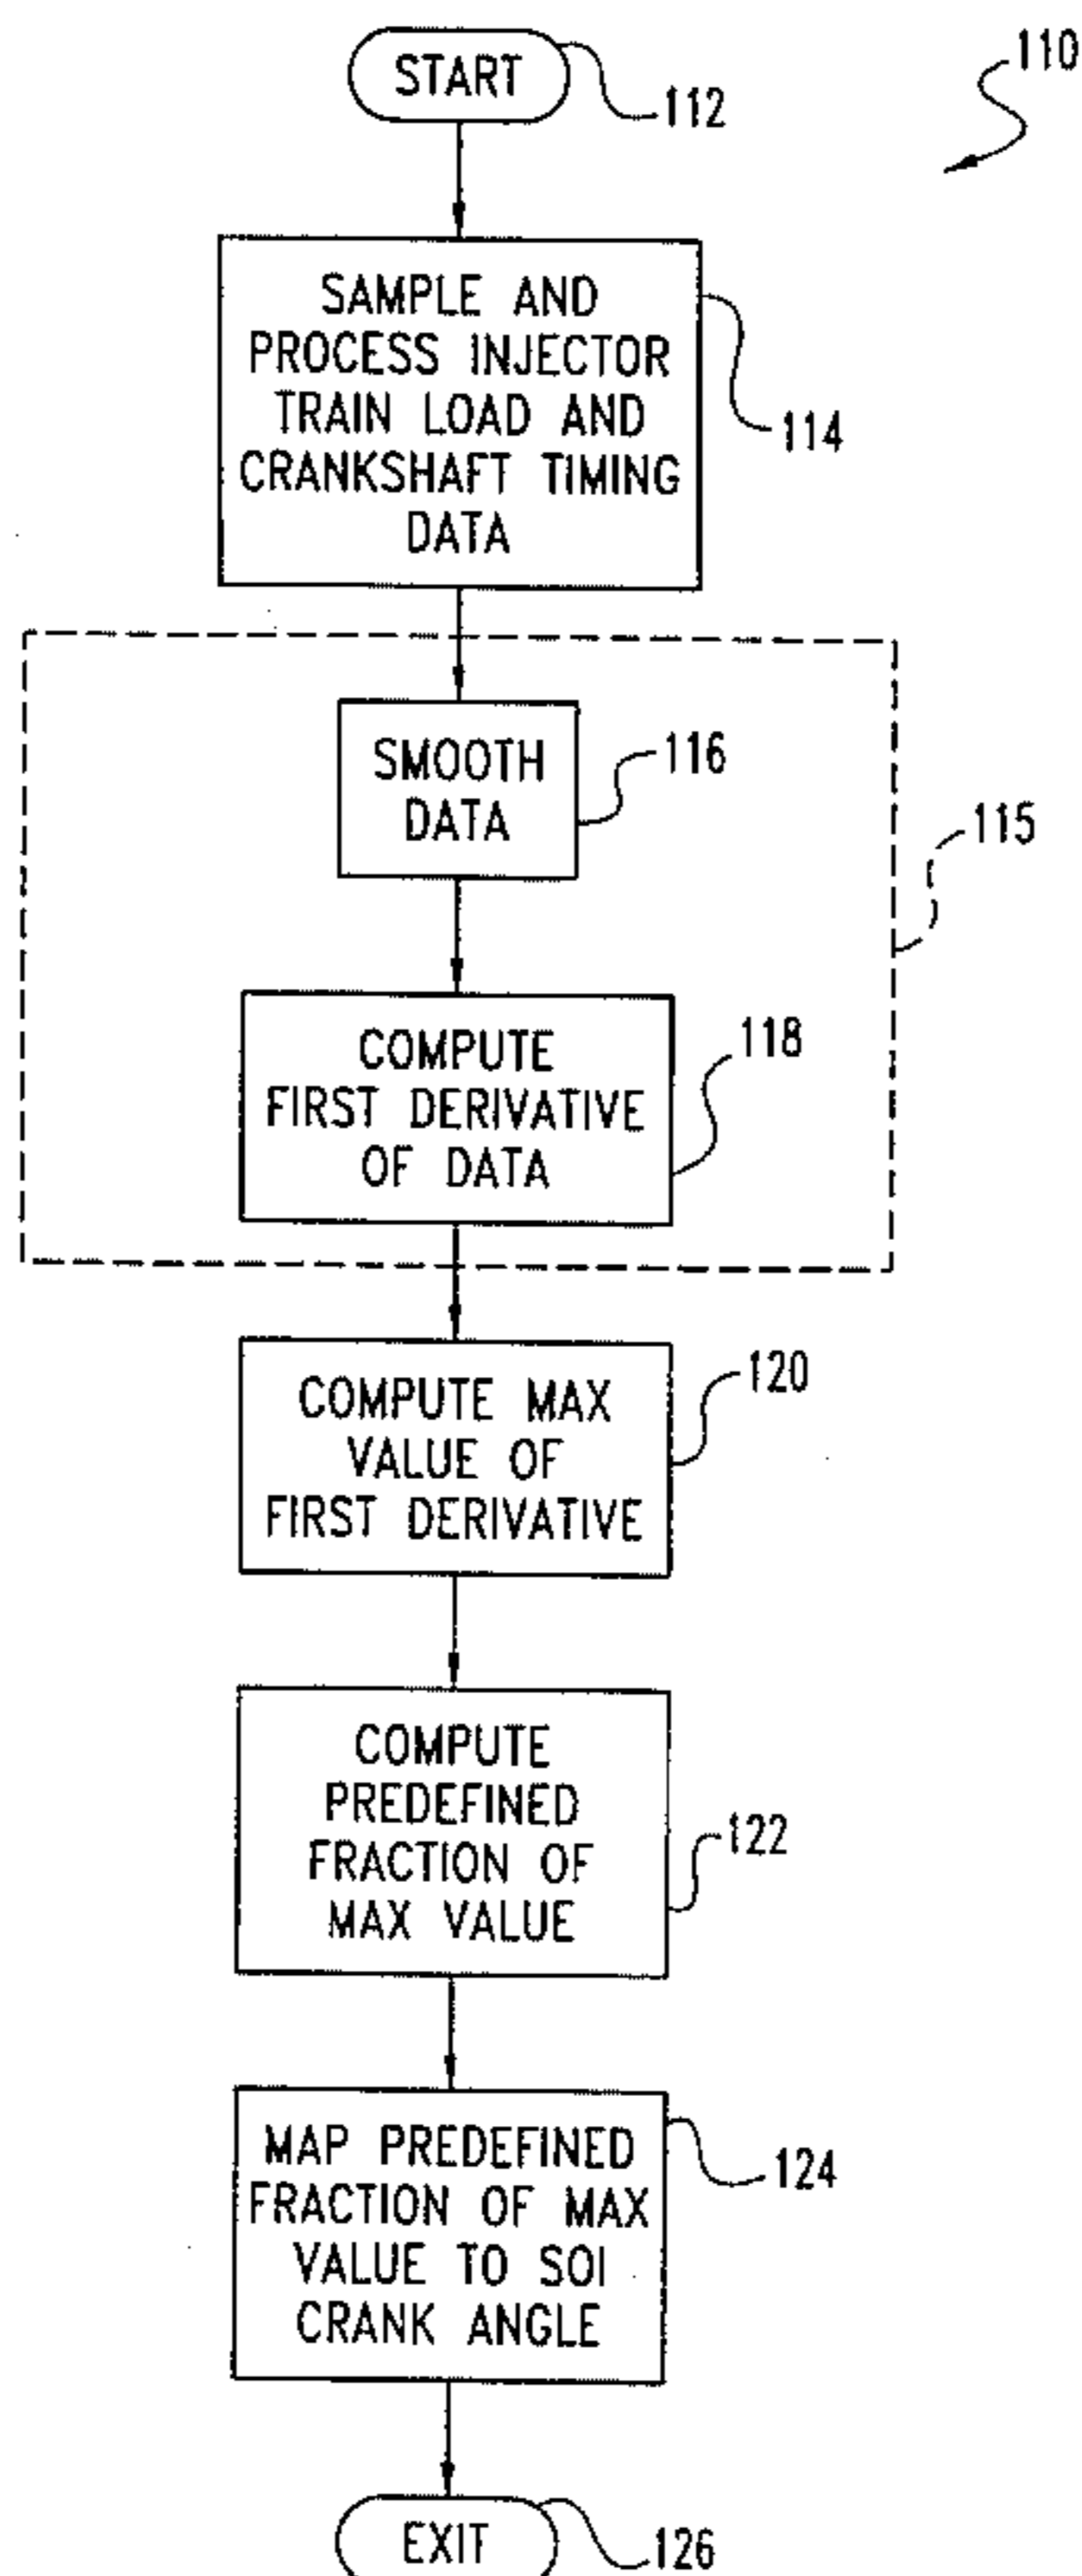 START
112
110
SAMPLE AND
PROCESS INJECTOR
TRAIN LOAD AND
CRANKSHAFT TIMING
DATA
114
SMOOTH
DATA
116
115
COMPUTE
FIRST DERIVATIVE
OF DATA
118
COMPUTE MAX
VALUE OF
FIRST DERIVATIVE
120
COMPUTE
PREDEFINED
FRACTION OF
MAX VALUE
122
MAP PREDEFINED
FRACTION OF MAX
VALUE TO SOI
CRANK ANGLE
124
EXIT
126